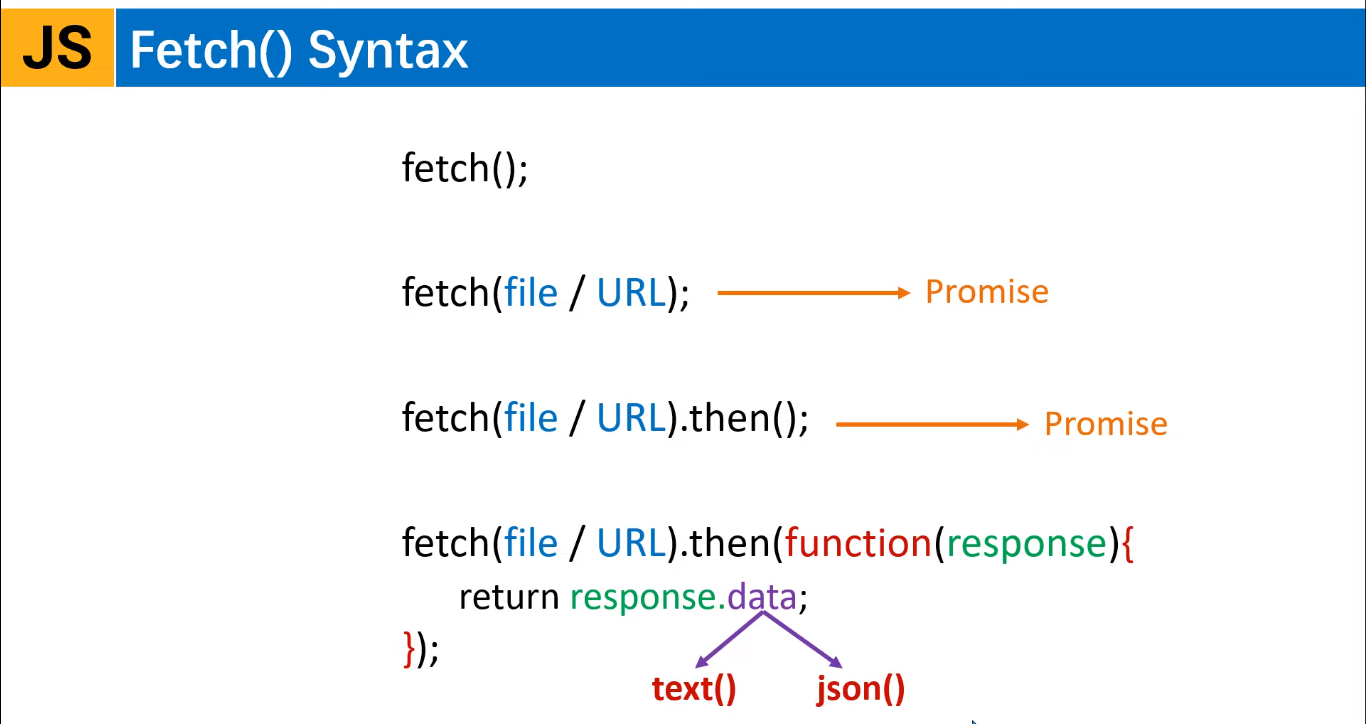 JS Fetch() Syntax
fetch();
fetch(file / URL); Promise
fetch(file / URL).then(); Promise
fetch(file / URL).then(function(response){
return response.data;
});
text() json()